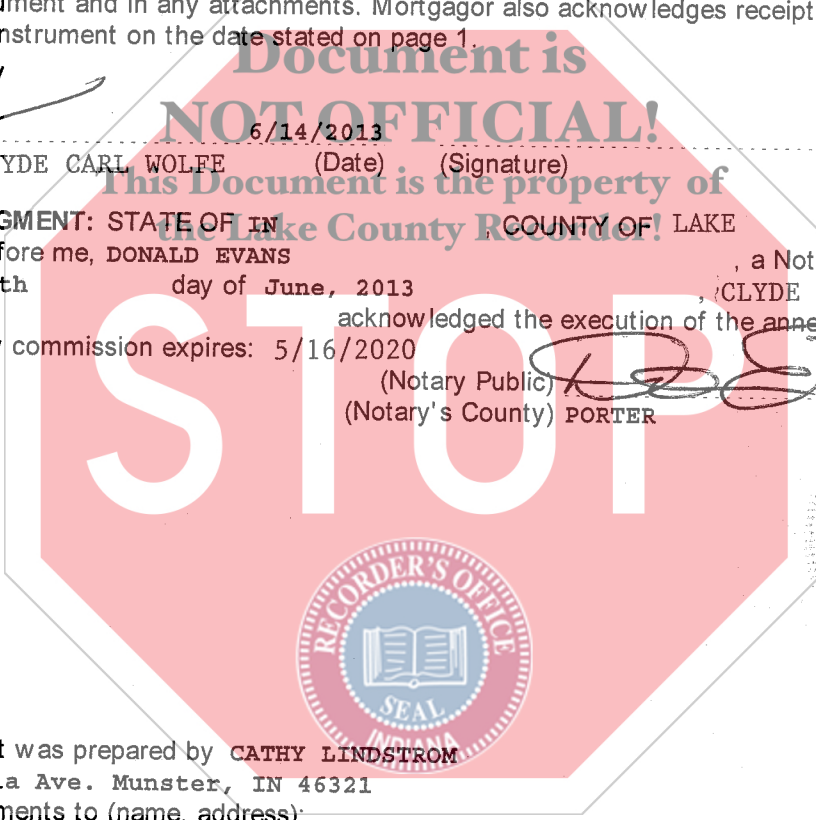 ument and in any attachments. Mortgagor also acknowledges receipt
nstrument on the date stated on page 1.
Document is
NOT OFFICIAL!
This Document is the property of
the Lake County Recorder!
6/14/2013
YDE CARL WOLFE (Date) (Signature)
GMENT: STATE OF IN , COUNTY OF LAKE
fore me, DONALD EVANS , a Not
th day of June, 2013 , CLYDE
acknowledged the execution of the anne
commission expires: 5/16/2020
(Notary Public)
(Notary's County) PORTER
STOP
RECORDER'S OFFICE
SEAL
INDIANA
t was prepared by CATHY LINDSTROM
a Ave. Munster, IN 46321
ments to (name, address):